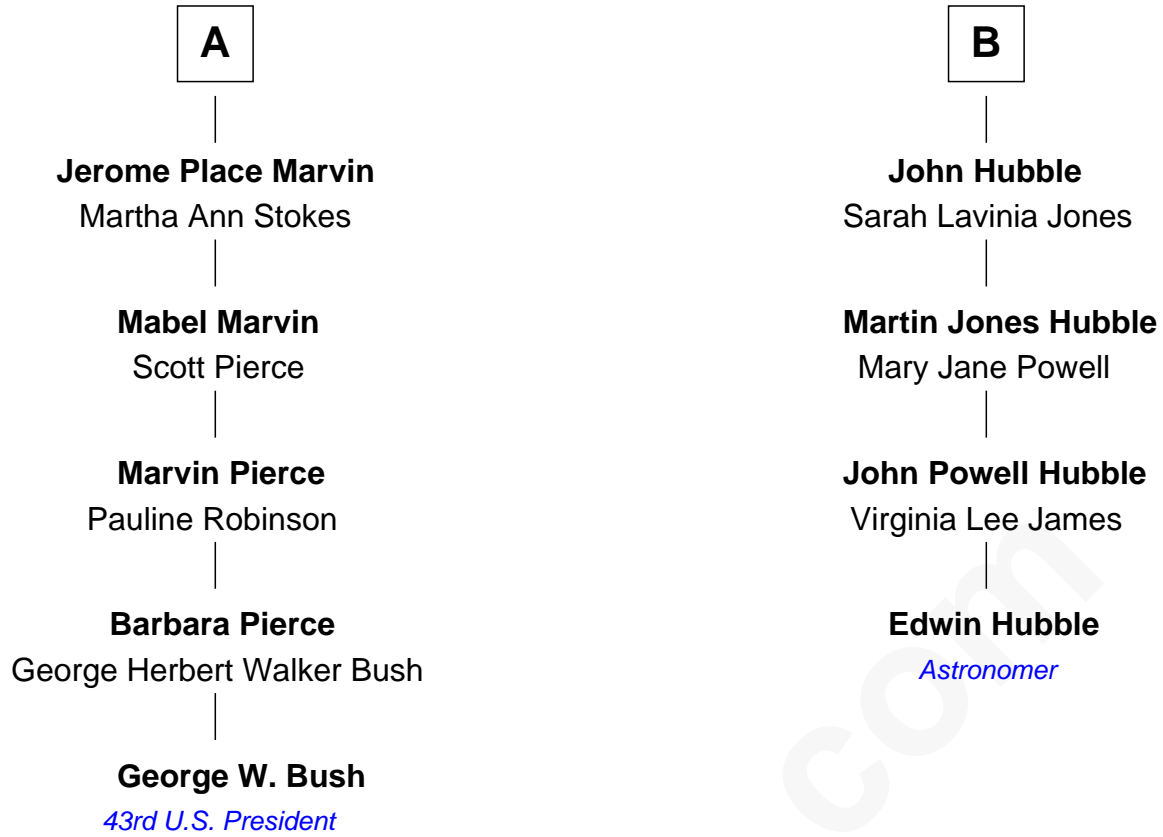 A
Jerome Place Marvin
Martha Ann Stokes
Mabel Marvin
Scott Pierce
Marvin Pierce
Pauline Robinson
Barbara Pierce
George Herbert Walker Bush
George W. Bush
43rd U.S. President
B
John Hubble
Sarah Lavinia Jones
Martin Jones Hubble
Mary Jane Powell
John Powell Hubble
Virginia Lee James
Edwin Hubble
Astronomer
com